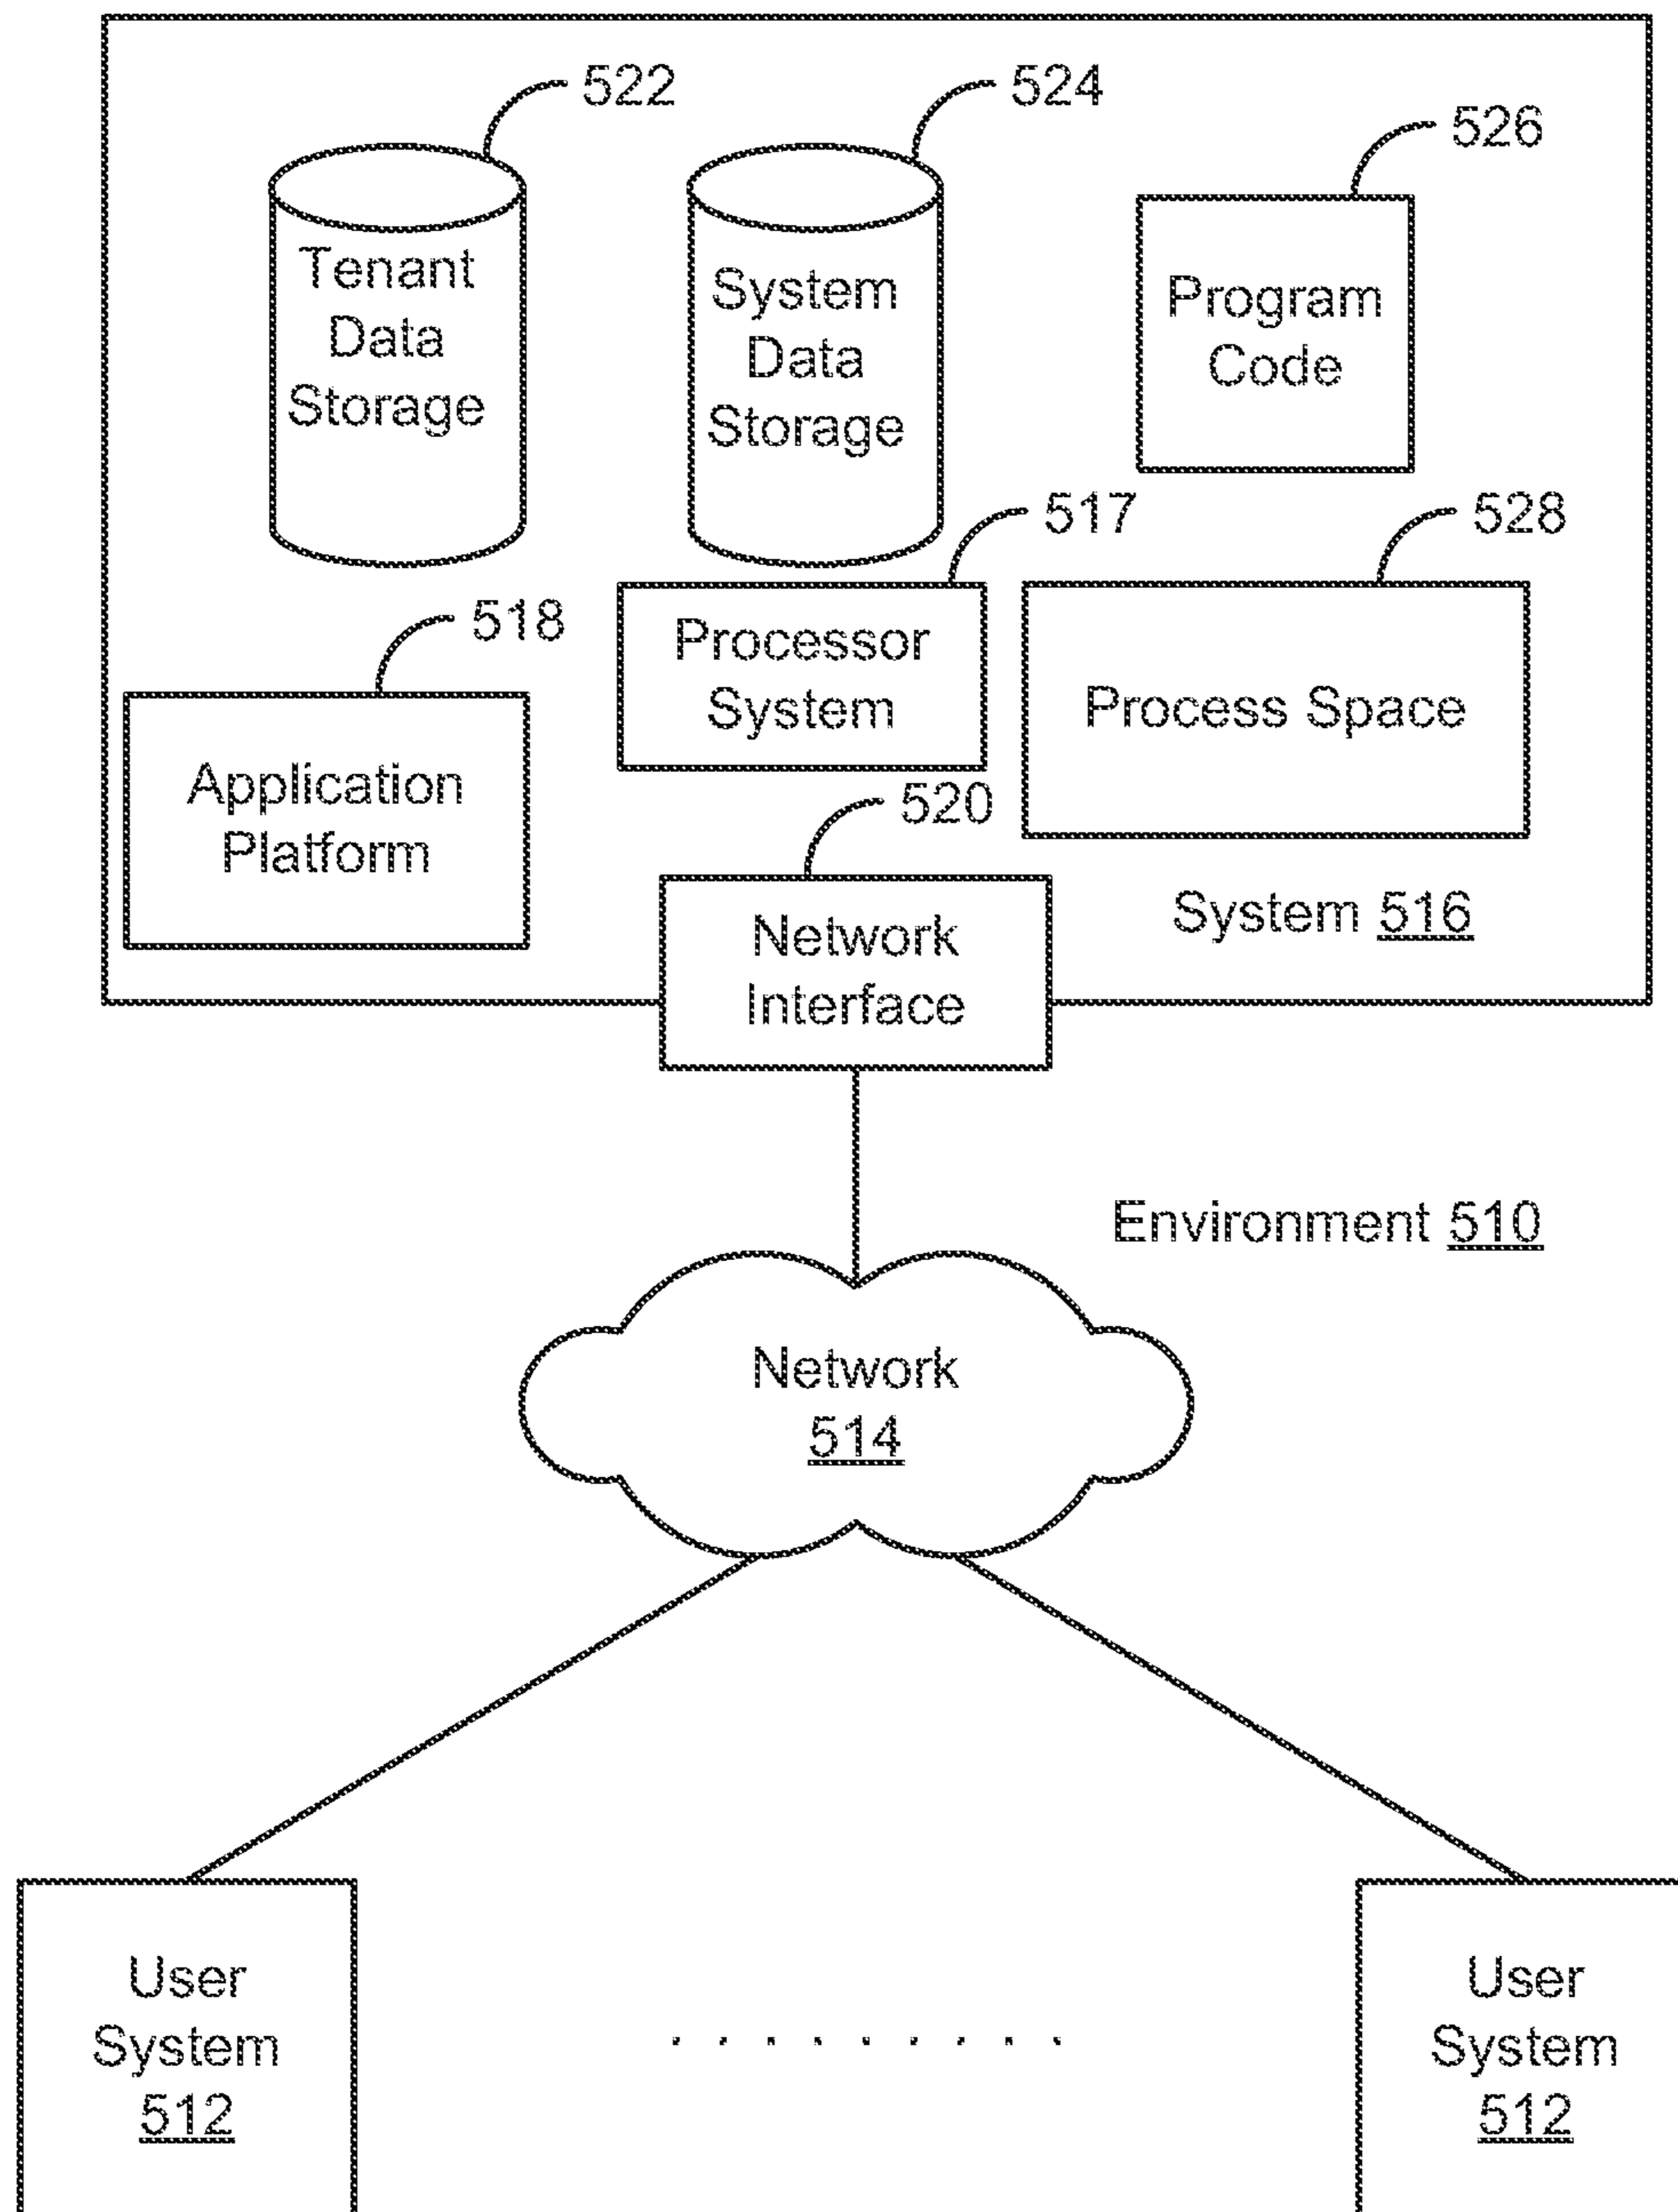 522
524
526
Tenant
Data
Storage
System
Data
Storage
Program
Code
517
528
518
Processor
System
Process Space
Application
Platform
520
Network
Interface
System 516
Environment 510
Network
514
User
System
512
User
System
512